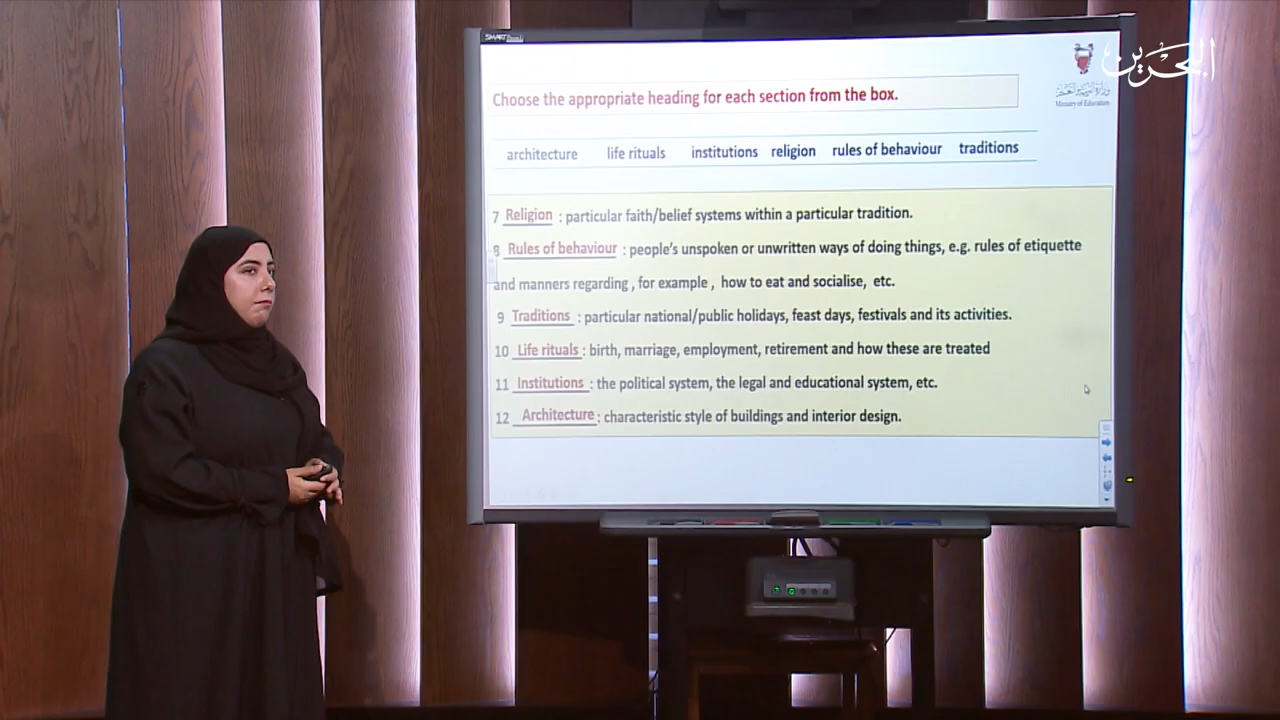 SMART
البحرين
Ministry of Education
Choose the appropriate heading for each section from the box.
architecture life rituals institutions religion rules of behaviour traditions
7 Religion : particular faith/belief systems within a particular tradition.
8 Rules of behaviour : people's unspoken or unwritten ways of doing things, e.g. rules of etiquette
and manners regarding , for example , how to eat and socialise, etc.
9 Traditions : particular national/public holidays, feast days, festivals and its activities.
10 Life rituals : birth, marriage, employment, retirement and how these are treated
11 Institutions : the political system, the legal and educational system, etc.
12 Architecture : characteristic style of buildings and interior design.